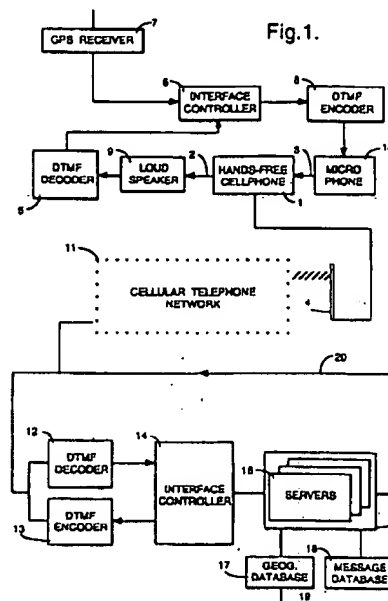 Fig.1.
7
GPS RECEIVER
6
INTERFACE
CONTROLLER
8
DTMF
ENCODER
DTMF
DECODER
5
9
LOUD
SPEAKER
2
HANDS-FREE
CELLPHONE
1
3
MICRO
PHONE
11
CELLULAR TELEPHONE
NETWORK
4
20
12
DTMF
DECODER
13
DTMF
ENCODER
14
INTERFACE
CONTROLLER
SERVERS
17
GEOG.
DATABASE
MESSAGE
DATABASE
19